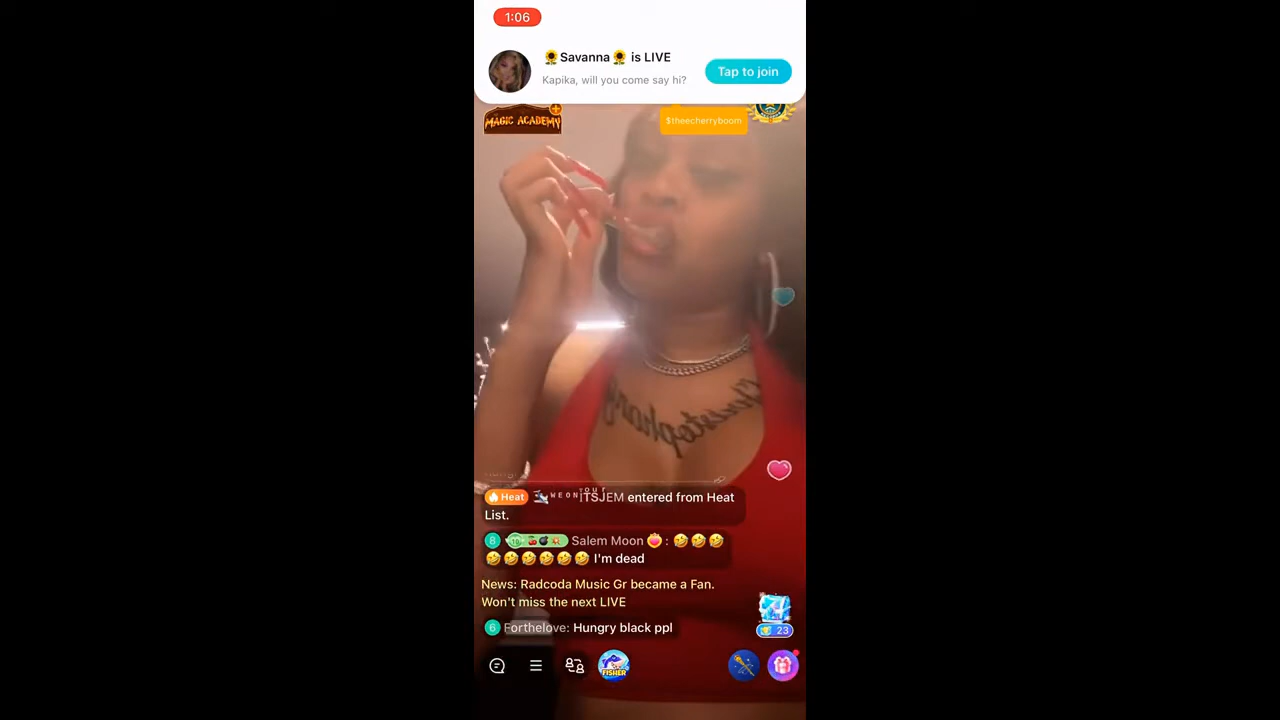 1:06
🌻Savanna🌻 is LIVE
Kapika, will you come say hi?
Tap to join
MAGIC ACADEMY
$theecherryboom
Heat WEONOUR ITSJEM entered from Heat
List.
8 Salem Moon : 🤣🤣🤣
🤣🤣🤣🤣🤣🤣 I'm dead
News: Radcoda Music Gr became a Fan.
Won't miss the next LIVE
6 Forthelove: Hungry black ppl
23
FISHER